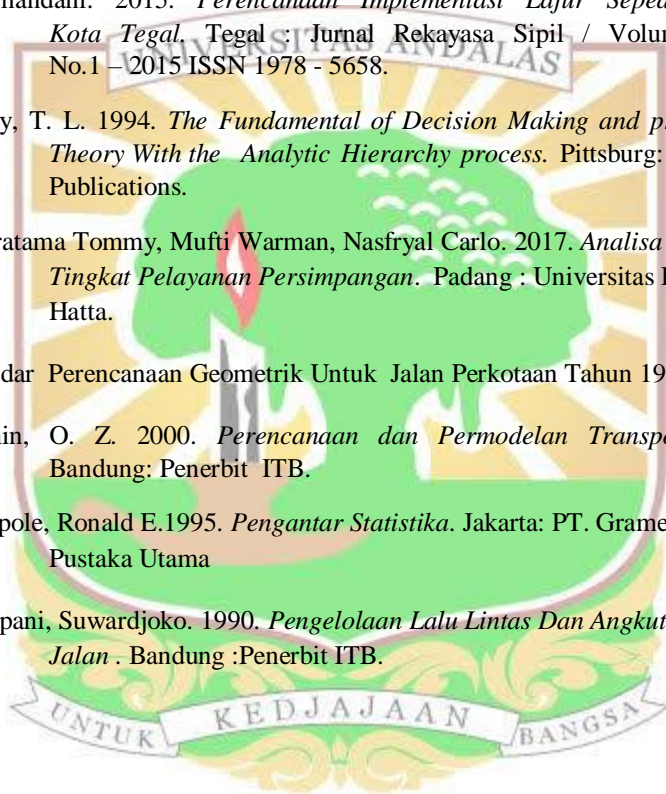 nandani. 2015. Perencanaan Implementasi Lajur Seped
Kota Tegal. Tegal : Jurnal Rekayasa Sipil / Volum
No.1 – 2015 ISSN 1978 - 5658.
UNIVERSITAS ANDALAS
y, T. L. 1994. The Fundamental of Decision Making and p
Theory With the Analytic Hierarchy process. Pittsburg:
Publications.
ratama Tommy, Mufti Warman, Nasfryal Carlo. 2017. Analisa
Tingkat Pelayanan Persimpangan. Padang : Universitas
Hatta.
dar Perencanaan Geometrik Untuk Jalan Perkotaan Tahun 19
in, O. Z. 2000. Perencanaan dan Permodelan Transpo
Bandung: Penerbit ITB.
pole, Ronald E.1995. Pengantar Statistika. Jakarta: PT. Grame
Pustaka Utama
pani, Suwardjoko. 1990. Pengelolaan Lalu Lintas Dan Angkut
Jalan . Bandung :Penerbit ITB.
UNTUK KEDJAJAAN BANGSA